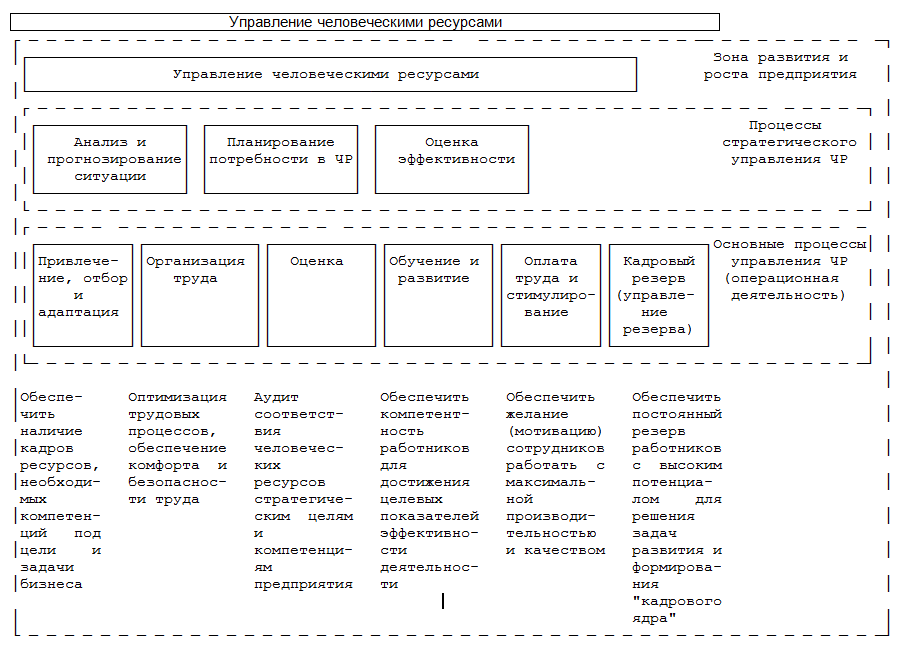 Управление человеческими ресурсами
Зона развития и
роста предприятия
Управление человеческими ресурсами
Процессы
стратегического
управления ЧР
Анализ и
прогнозирование
ситуации
Планирование
потребности в ЧР
Оценка
эффективности
Основные процессы
управления ЧР
(операционная
деятельность)
Привлече-
ние, отбор
и
адаптация
Организация
труда
Оценка
Обучение и
развитие
Оплата
труда и
стимулиро-
вание
Кадровый
резерв
(управле-
ние
резерва)
Обеспе-
чить
наличие
кадров
ресурсов,
необходи-
мых
компетен-
ций под
цели и
задачи
бизнеса
Оптимизация
трудовых
процессов,
обеспечение
комфорта и
безопаснос-
ти труда
Аудит
соответст-
вия
человечес-
ких
ресурсов
стратегиче-
ским целям
и
компетенци-
ям
предприятия
Обеспечить
компетент-
ность
работников
для
достижения
целевых
показателей
эффективно-
сти
деятельнос-
ти
Обеспечить
желание
(мотивацию)
сотрудников
работать с
максималь-
ной
производи-
тельностью
и качеством
Обеспечить
постоянный
резерв
работников
с высоким
потенциа-
лом для
решения
задач
развития и
формирова-
ния
"кадрового
ядра"